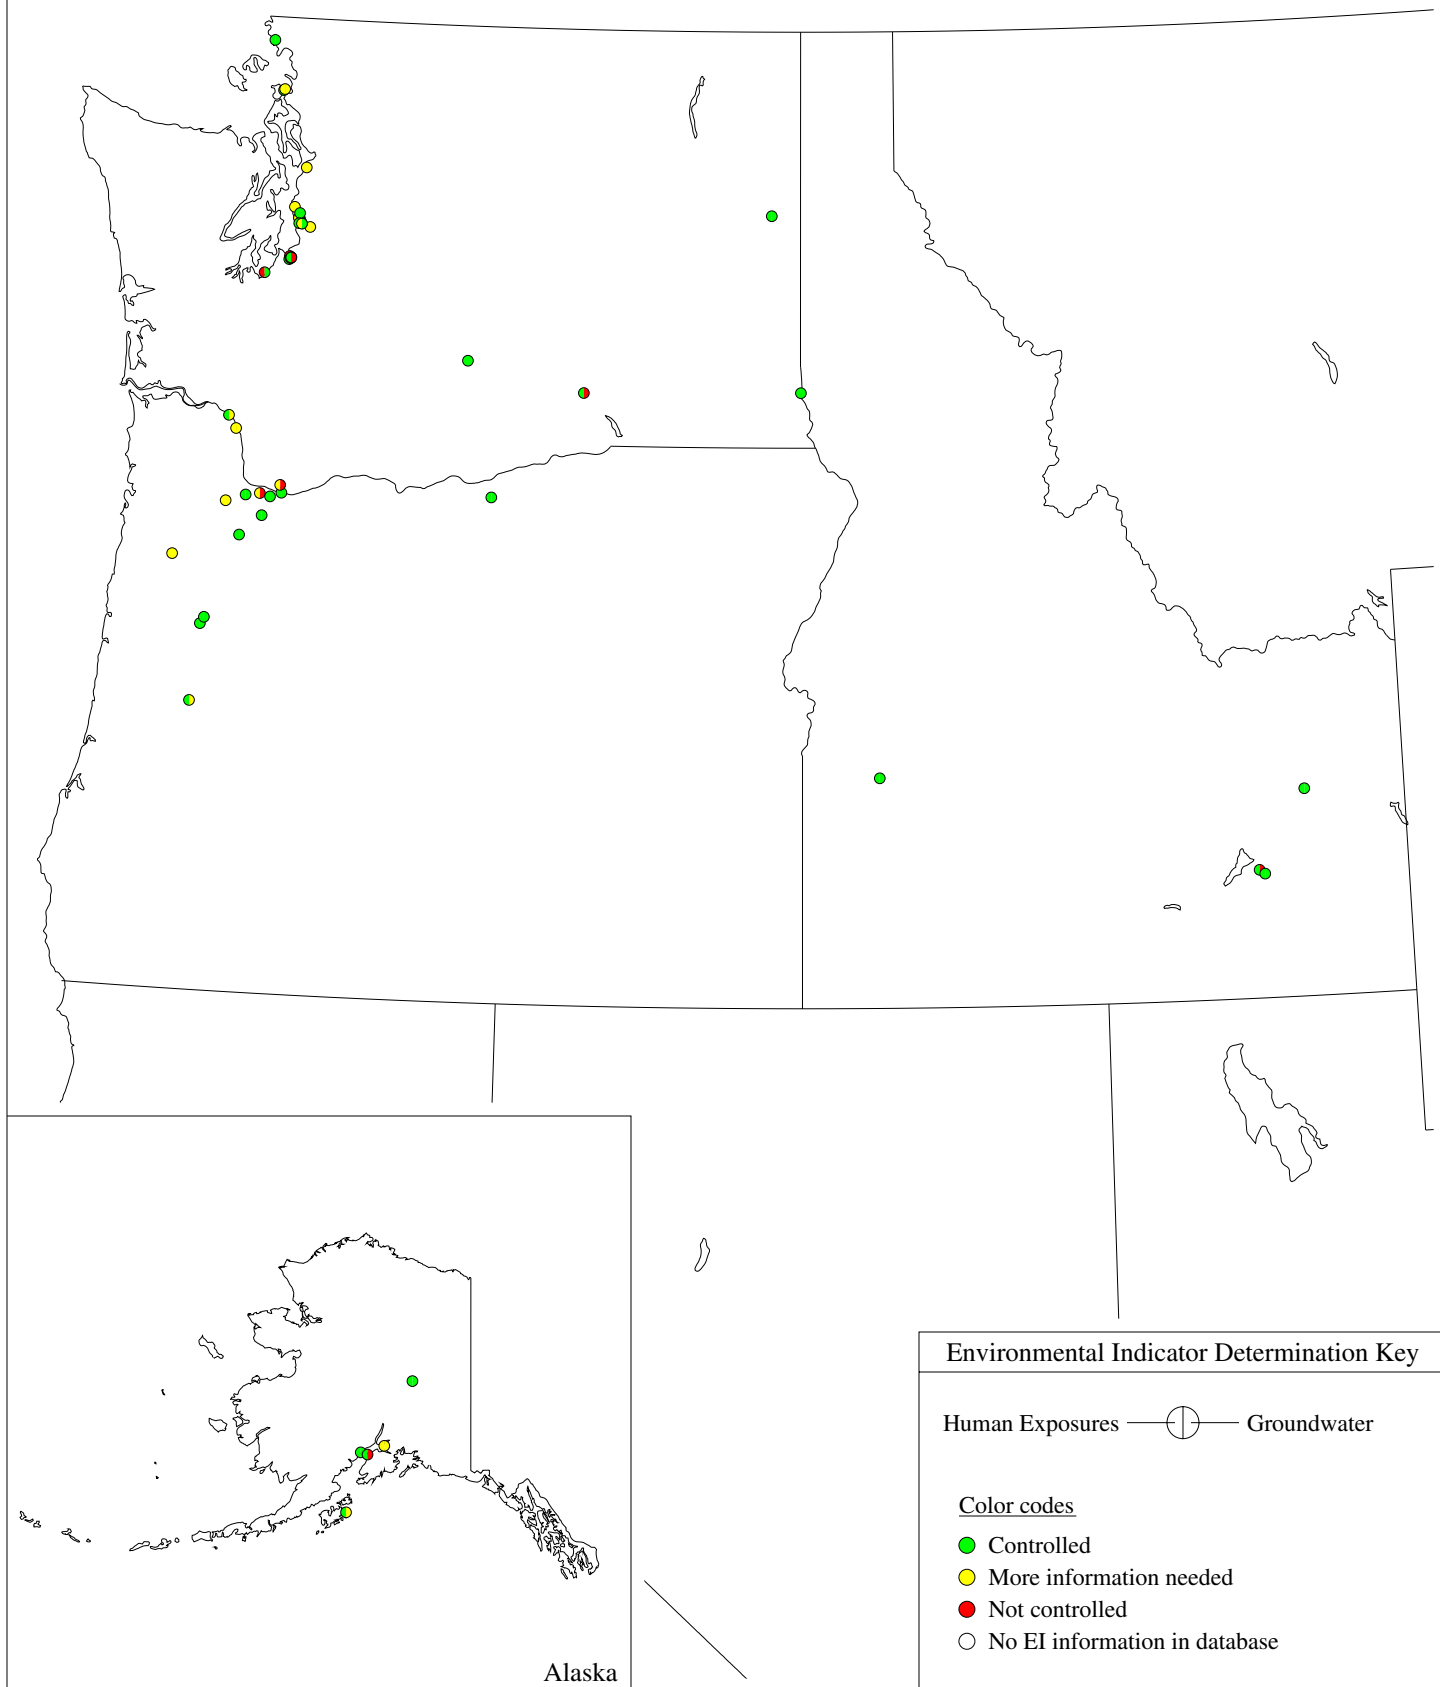 Environmental Indicator Determination Key
Human Exposures Groundwater
Color codes
Controlled
More information needed
Not controlled
No EI information in database
Alaska